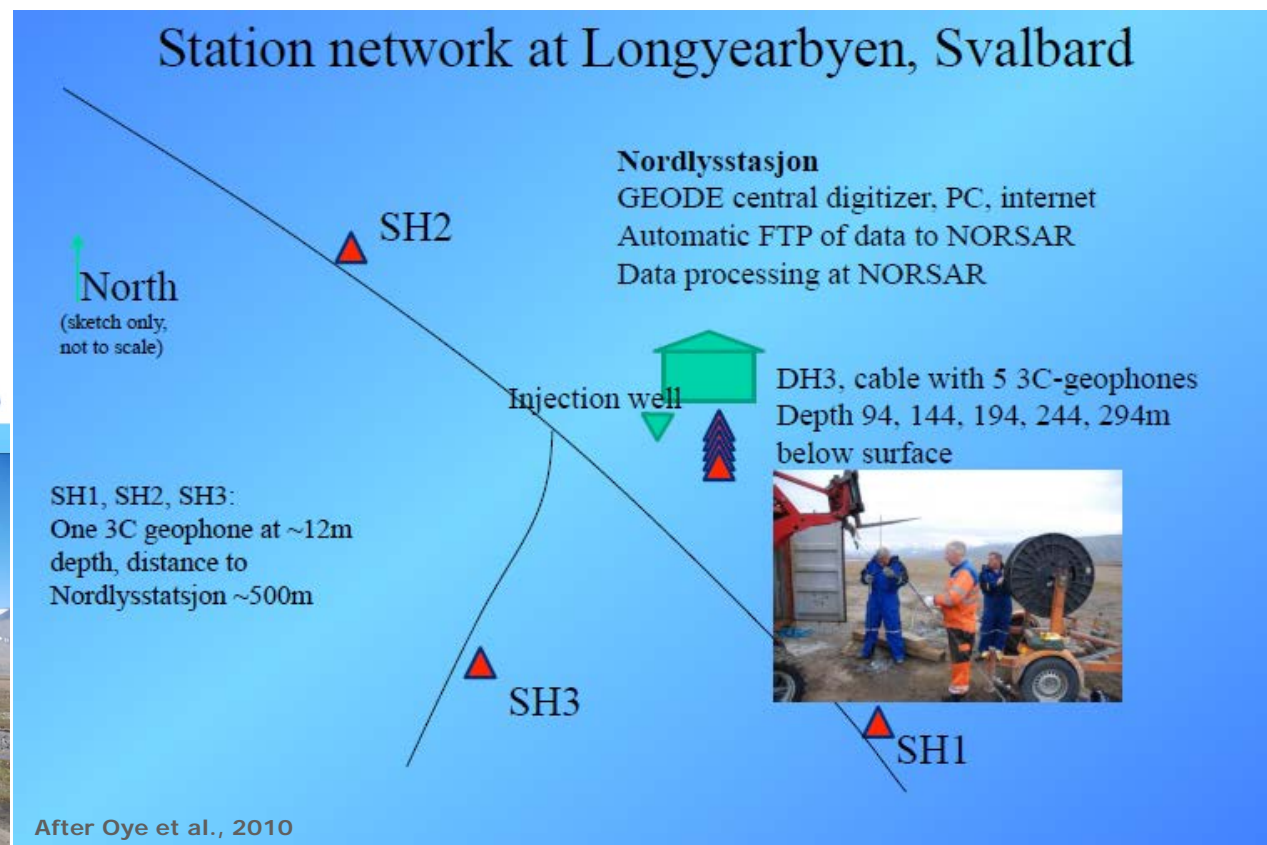 Station network at Longyearbyen, Svalbard
Nordlysstasjon
GEODE central digitizer, PC, internet
Automatic FTP of data to NORSAR
Data processing at NORSAR
SH2
North
(sketch only,
not to scale)
Injection well
DH3, cable with 5 3C-geophones
Depth 94, 144, 194, 244, 294m
below surface
SH1, SH2, SH3:
One 3C geophone at ~12m
depth, distance to
Nordlysstatsjon ~500m
SH3
SH1
After Oye et al., 2010